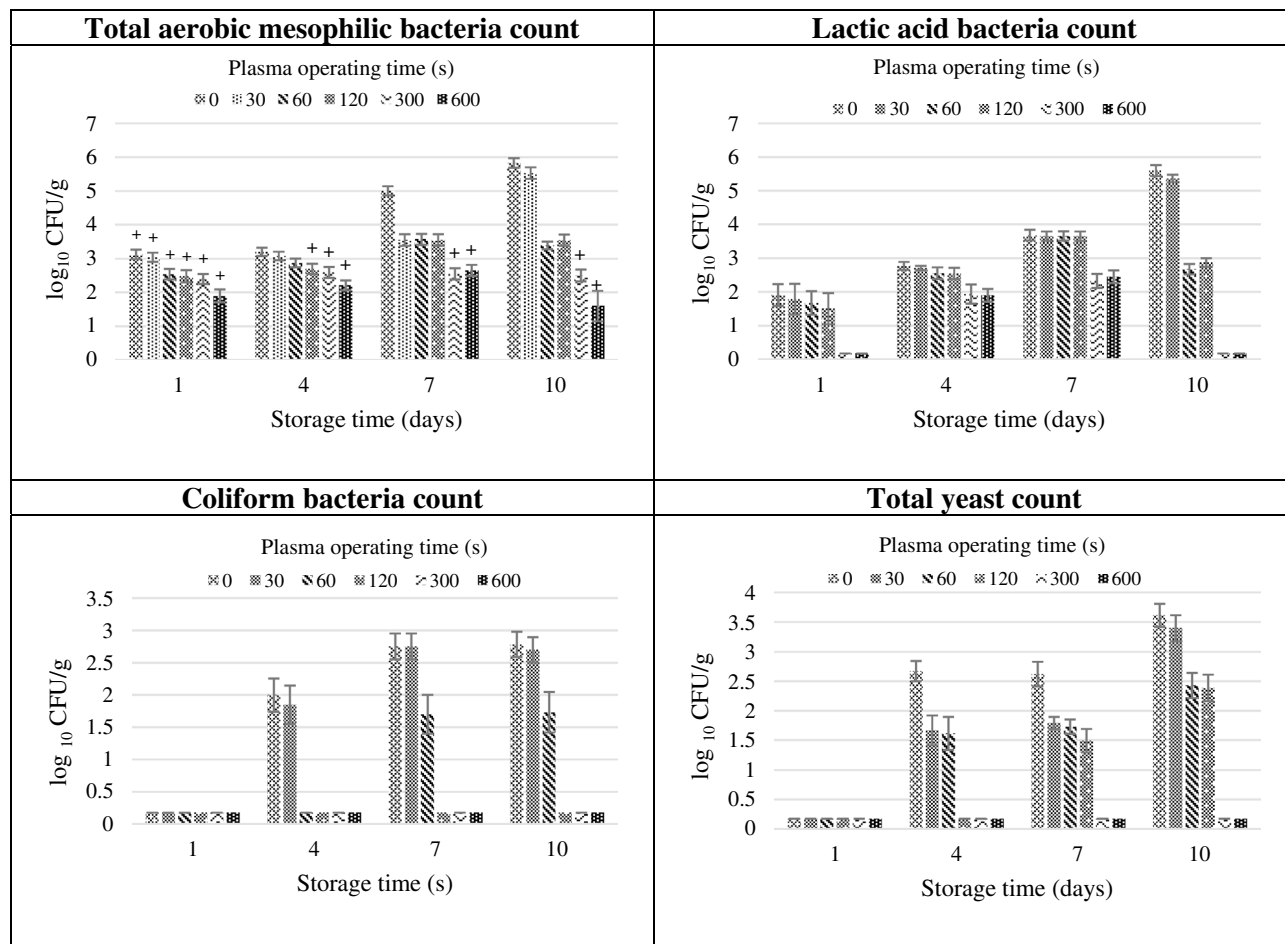 Total aerobic mesophilic bacteria count
Plasma operating time (s)
0 30 60 120 300 600
7
6
5
4
3
2
1
0
log10 CFU/g
+ + + + + +
+ + +
+ +
+ +
1 4 7 10
Storage time (days)
Lactic acid bacteria count
Plasma operating time (s)
0 30 60 120 300 600
7
6
5
4
3
2
1
0
log10 CFU/g
1 4 7 10
Storage time (days)
Coliform bacteria count
Plasma operating time (s)
0 30 60 120 300 600
3.5
3
2.5
2
1.5
1
0.5
0
log 10 CFU/g
1 4 7 10
Storage time (s)
Total yeast count
Plasma operating time (s)
0 30 60 120 300 600
4
3.5
3
2.5
2
1.5
1
0.5
0
log 10 CFU/g
1 4 7 10
Storage time (days)